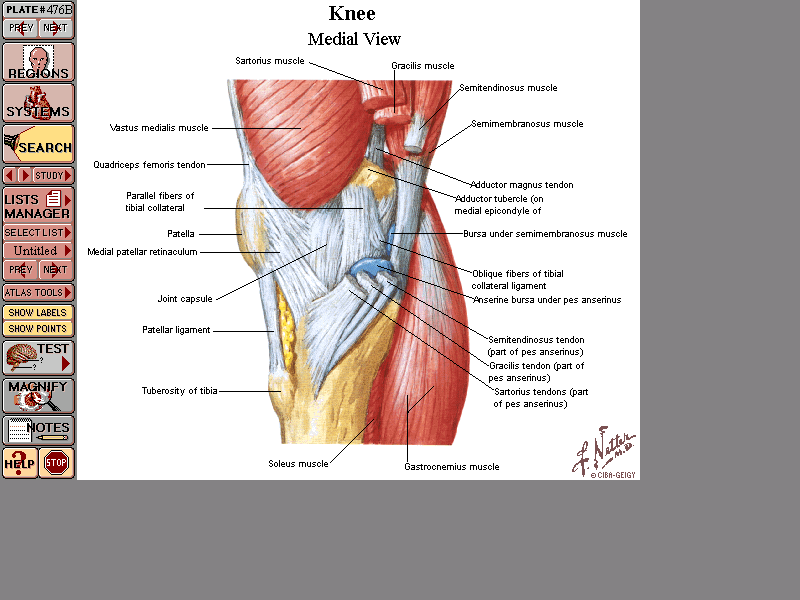 PLATE#476B
PREV NEXT
REGIONS
SYSTEMS
SEARCH
STUDY
LISTS
MANAGER
SELECT LIST
Untitled
PREV NEXT
ATLAS TOOLS
SHOW LABELS
SHOW POINTS
TEST
MAGNIFY
NOTES
HELP STOP
Knee
Medial View
Sartorius muscle
Gracilis muscle
Semitendinosus muscle
Semimembranosus muscle
Vastus medialis muscle
Quadriceps femoris tendon
Parallel fibers of
tibial collateral
Patella
Medial patellar retinaculum
Joint capsule
Patellar ligament
Tuberosity of tibia
Soleus muscle
Adductor magnus tendon
Adductor tubercle (on
medial epicondyle of
Bursa under semimembranosus muscle
Oblique fibers of tibial
collateral ligament
Anserine bursa under pes anserinus
Semitendinosus tendon
(part of pes anserinus)
Gracilis tendon (part of
pes anserinus)
Sartorius tendons (part
of pes anserinus)
Gastrocnemius muscle
F. Netter
M.D.
© CIBA-GEIGY